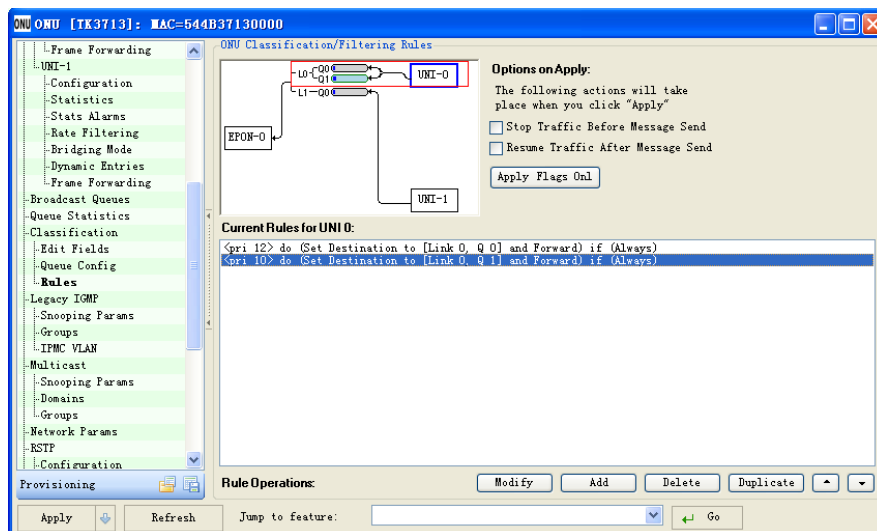 ONU ONU [TK3713]: MAC=544B37130000
Frame Forwarding
UNI-1
Configuration
Statistics
Stats Alarms
Rate Filtering
Bridging Mode
Dynamic Entries
Frame Forwarding
Broadcast Queues
Queue Statistics
Classification
Edit Fields
Queue Config
Rules
Legacy IGMP
Snooping Params
Groups
IPMC VLAN
Multicast
Snooping Params
Domains
Groups
Network Params
RSTP
Configuration
Provisioning
ONU Classification/Filtering Rules
L0 Q0
Q1
UNI-0
L1 Q0
EPON-0
UNI-1
Options on Apply:
The following actions will take
place when you click "Apply"
Stop Traffic Before Message Send
Resume Traffic After Message Send
Apply Flags Onl
Current Rules for UNI 0:
<pri 12> do (Set Destination to [Link 0, Q 0] and Forward) if (Always)
<pri 10> do (Set Destination to [Link 0, Q 1] and Forward) if (Always)
Rule Operations: Modify Add Delete Duplicate
Apply Refresh Jump to feature: Go